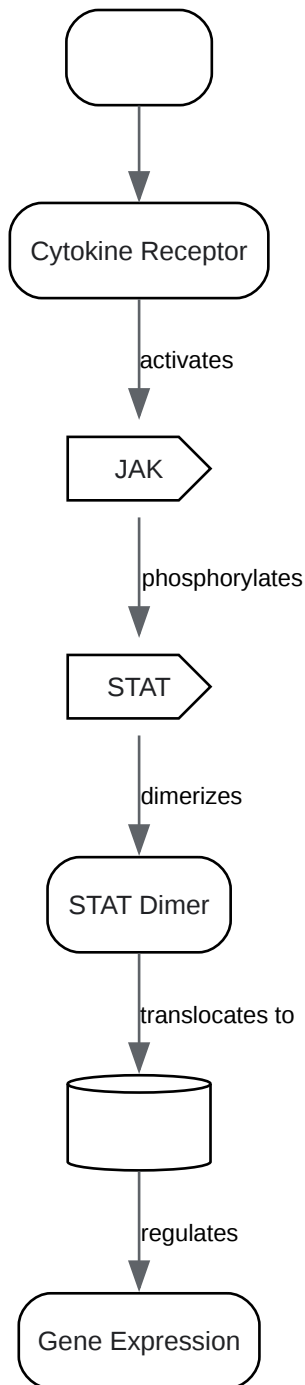 Cytokine Receptor
activates
JAK
phosphorylates
STAT
dimerizes
STAT Dimer
translocates to
regulates
Gene Expression